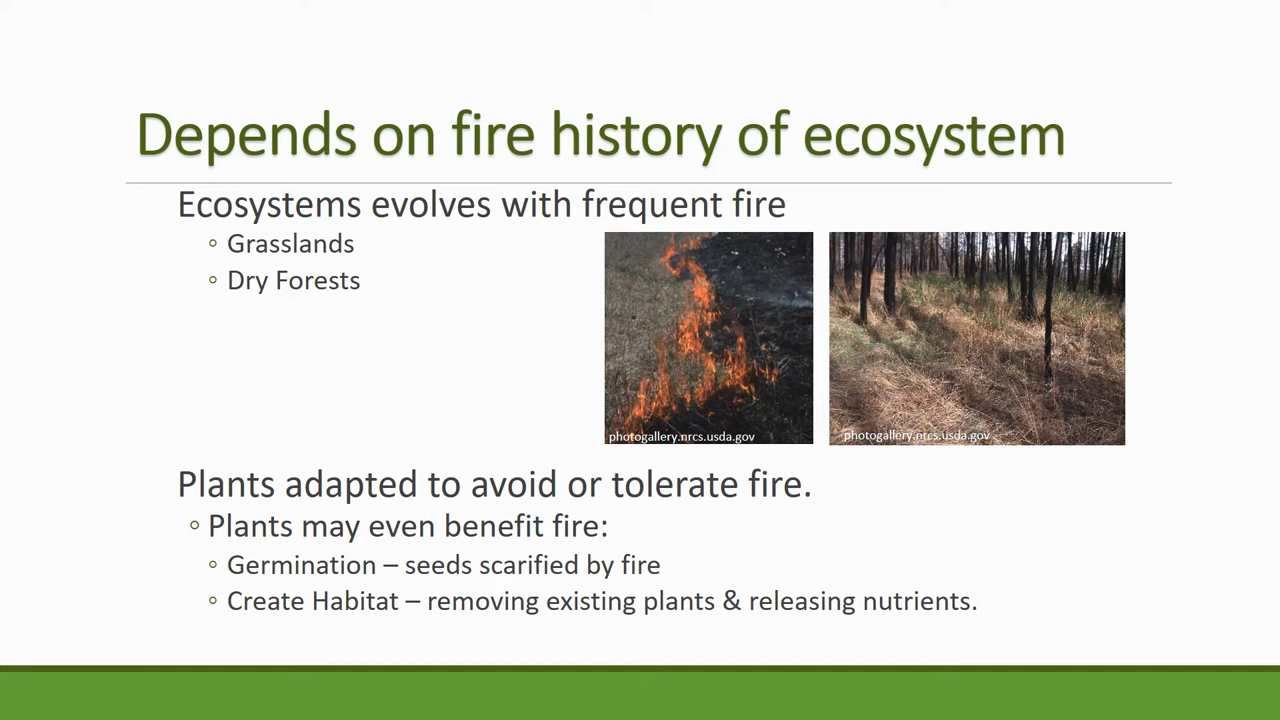 Depends on fire history of ecosystem
Ecosystems evolves with frequent fire
◦ Grasslands
◦ Dry Forests
photogallery.nrcs.usda.gov
photogallery.nrcs.usda.gov
Plants adapted to avoid or tolerate fire.
◦ Plants may even benefit fire:
◦ Germination – seeds scarified by fire
◦ Create Habitat – removing existing plants & releasing nutrients.